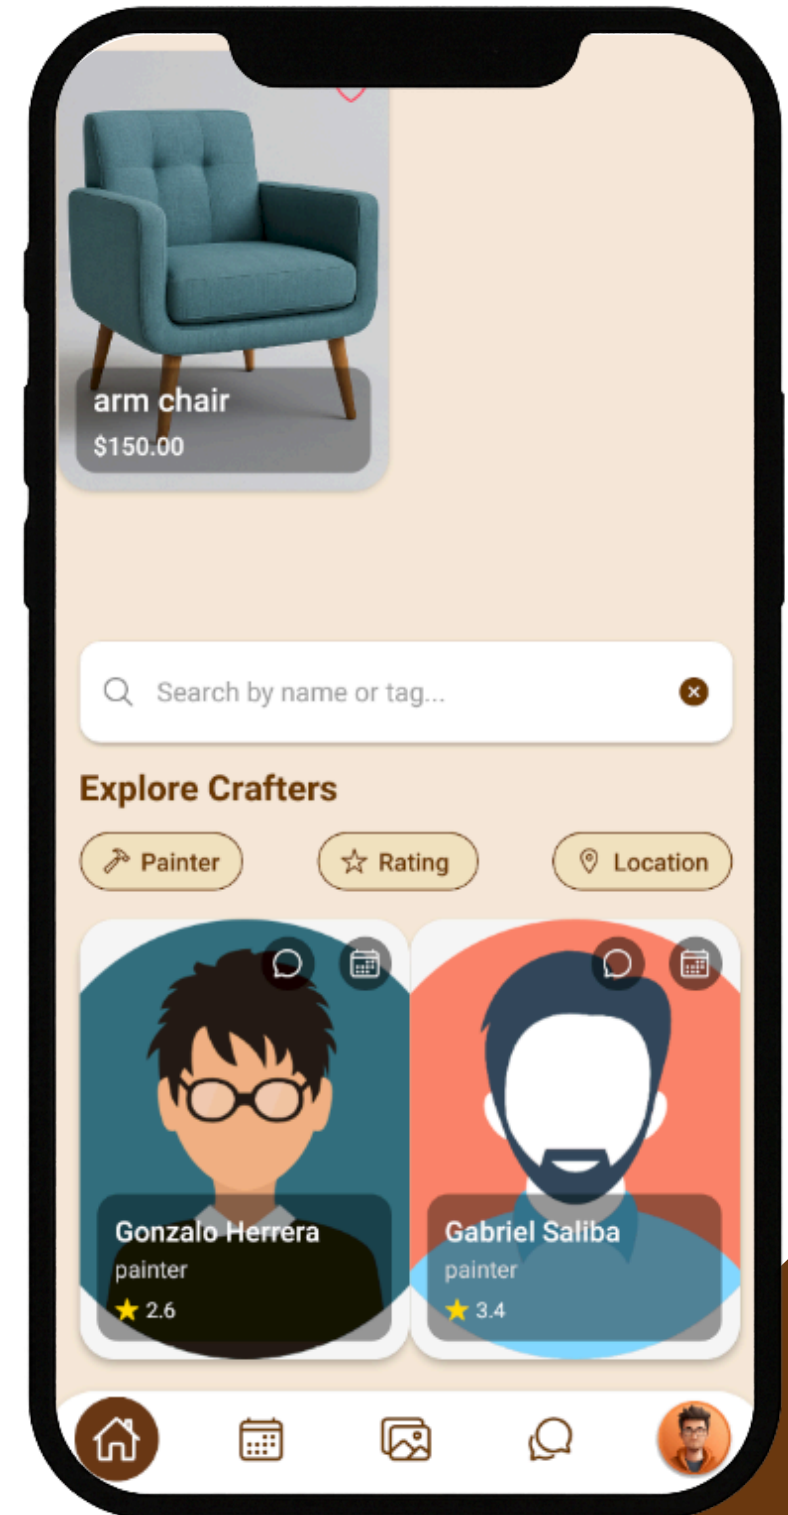 arm chair
$150.00
Search by name or tag...
Explore Crafters
Painter
Rating
Location
Gonzalo Herrera
painter
2.6
Gabriel Saliba
painter
3.4